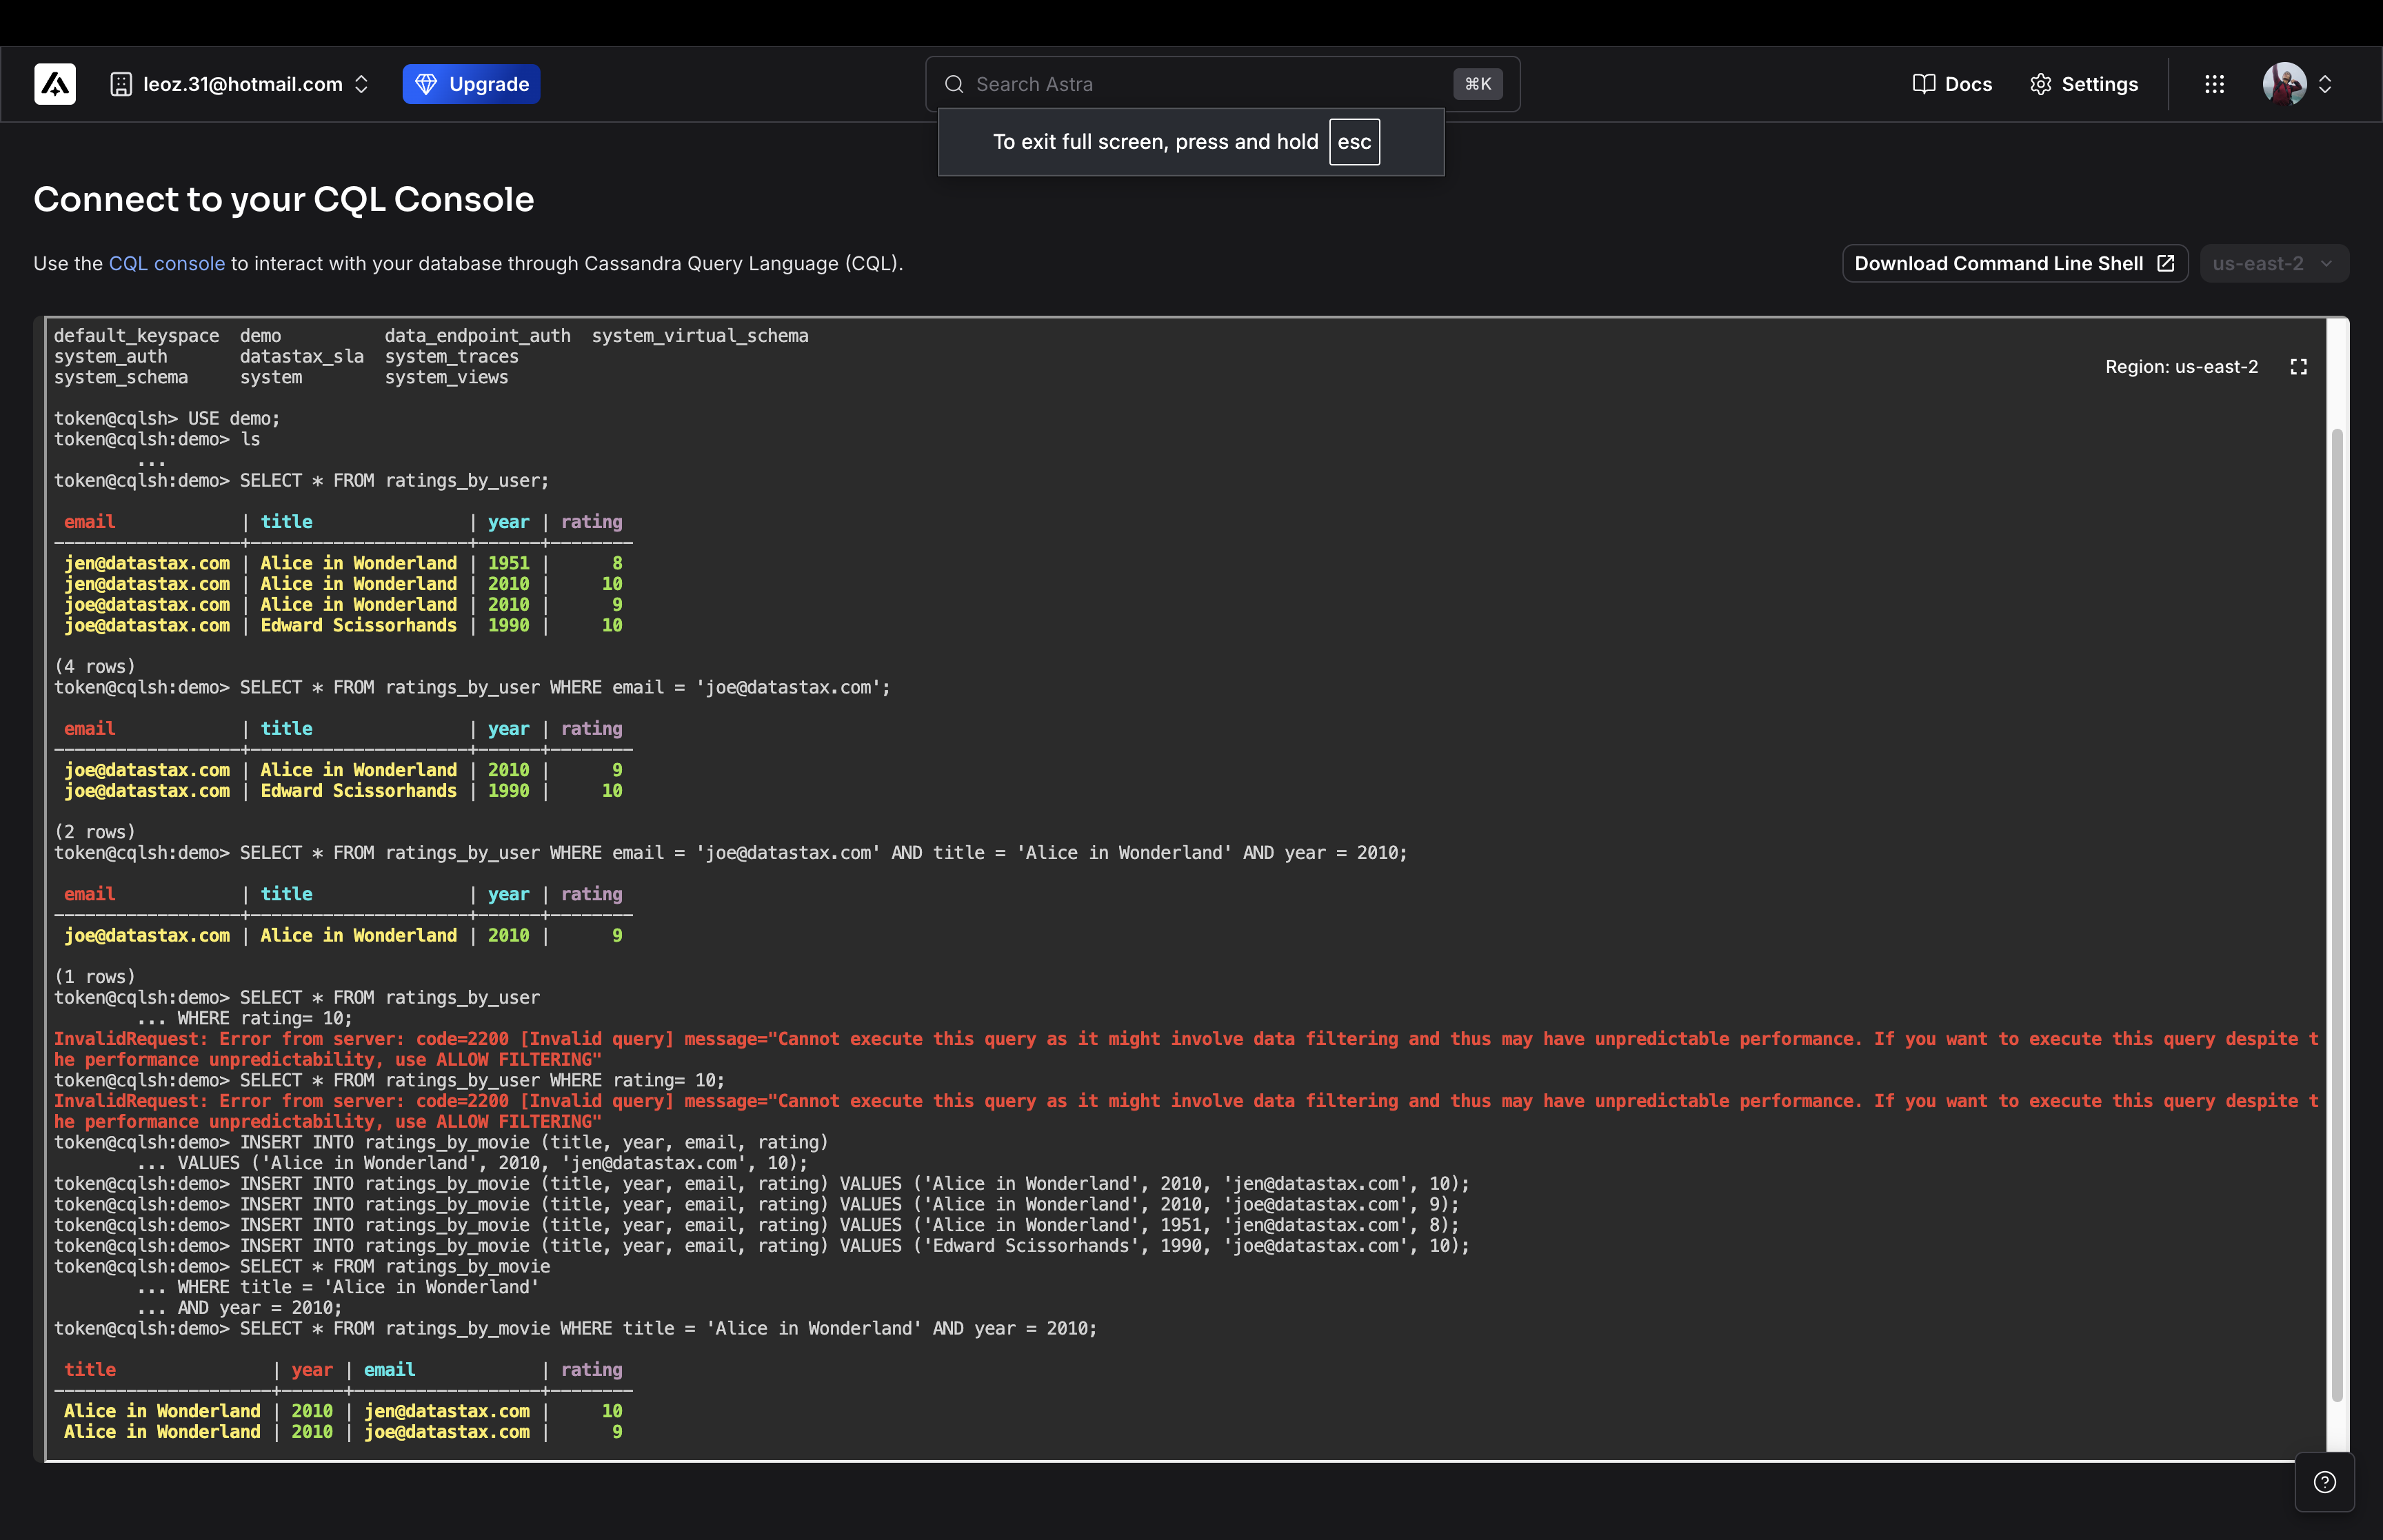 leoz.31@hotmail.com
Upgrade
Search Astra
⌘K
Docs
Settings
To exit full screen, press and hold esc
Connect to your CQL Console
Use the CQL console to interact with your database through Cassandra Query Language (CQL).
Download Command Line Shell
us-east-2
default_keyspace  demo          data_endpoint_auth  system_virtual_schema
system_auth       datastax_sla  system_traces
system_schema     system        system_views
Region: us-east-2
token@cqlsh> USE demo;
token@cqlsh:demo> ls
        ...
token@cqlsh:demo> SELECT * FROM ratings_by_user;
 email            | title               | year | rating
------------------+---------------------+------+--------
 jen@datastax.com | Alice in Wonderland | 1951 |      8
 jen@datastax.com | Alice in Wonderland | 2010 |     10
 joe@datastax.com | Alice in Wonderland | 2010 |      9
 joe@datastax.com | Edward Scissorhands | 1990 |     10
(4 rows)
token@cqlsh:demo> SELECT * FROM ratings_by_user WHERE email = 'joe@datastax.com';
 email            | title               | year | rating
------------------+---------------------+------+--------
 joe@datastax.com | Alice in Wonderland | 2010 |      9
 joe@datastax.com | Edward Scissorhands | 1990 |     10
(2 rows)
token@cqlsh:demo> SELECT * FROM ratings_by_user WHERE email = 'joe@datastax.com' AND title = 'Alice in Wonderland' AND year = 2010;
 email            | title               | year | rating
------------------+---------------------+------+--------
 joe@datastax.com | Alice in Wonderland | 2010 |      9
(1 rows)
token@cqlsh:demo> SELECT * FROM ratings_by_user
        ... WHERE rating= 10;
InvalidRequest: Error from server: code=2200 [Invalid query] message="Cannot execute this query as it might involve data filtering and thus may have unpredictable performance. If you want to execute this query despite t
he performance unpredictability, use ALLOW FILTERING"
token@cqlsh:demo> SELECT * FROM ratings_by_user WHERE rating= 10;
InvalidRequest: Error from server: code=2200 [Invalid query] message="Cannot execute this query as it might involve data filtering and thus may have unpredictable performance. If you want to execute this query despite t
he performance unpredictability, use ALLOW FILTERING"
token@cqlsh:demo> INSERT INTO ratings_by_movie (title, year, email, rating)
        ... VALUES ('Alice in Wonderland', 2010, 'jen@datastax.com', 10);
token@cqlsh:demo> INSERT INTO ratings_by_movie (title, year, email, rating) VALUES ('Alice in Wonderland', 2010, 'jen@datastax.com', 10);
token@cqlsh:demo> INSERT INTO ratings_by_movie (title, year, email, rating) VALUES ('Alice in Wonderland', 2010, 'joe@datastax.com', 9);
token@cqlsh:demo> INSERT INTO ratings_by_movie (title, year, email, rating) VALUES ('Alice in Wonderland', 1951, 'jen@datastax.com', 8);
token@cqlsh:demo> INSERT INTO ratings_by_movie (title, year, email, rating) VALUES ('Edward Scissorhands', 1990, 'joe@datastax.com', 10);
token@cqlsh:demo> SELECT * FROM ratings_by_movie
        ... WHERE title = 'Alice in Wonderland'
        ... AND year = 2010;
token@cqlsh:demo> SELECT * FROM ratings_by_movie WHERE title = 'Alice in Wonderland' AND year = 2010;
 title               | year | email            | rating
---------------------+------+------------------+--------
 Alice in Wonderland | 2010 | jen@datastax.com |     10
 Alice in Wonderland | 2010 | joe@datastax.com |      9